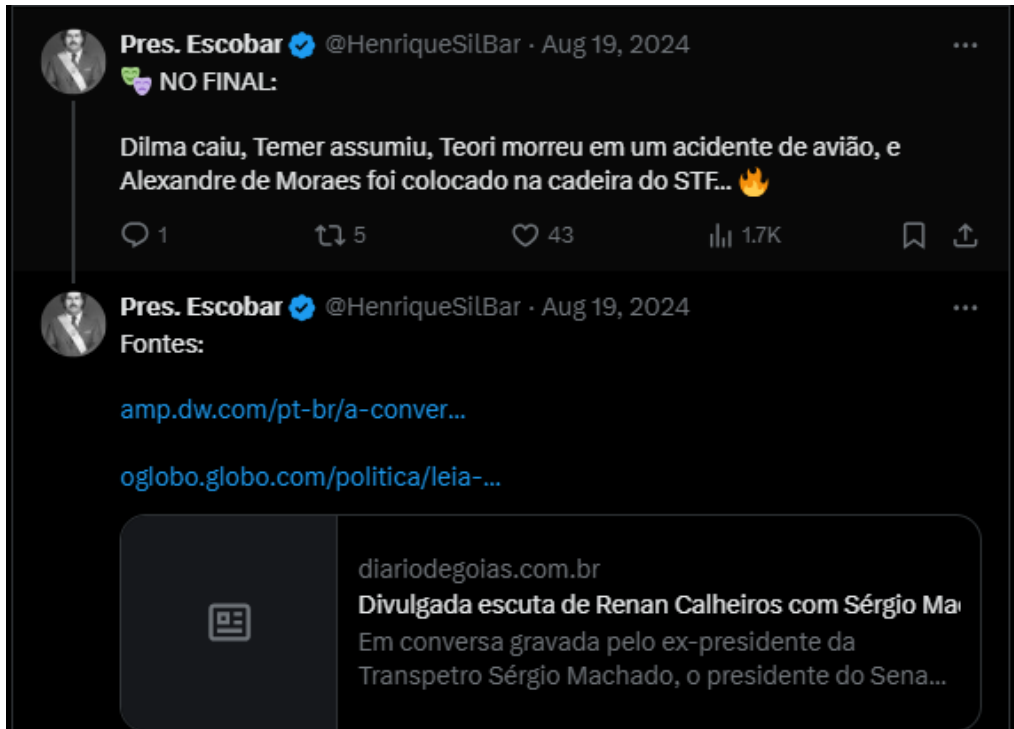 Pres. Escobar @HenriqueSilBar · Aug 19, 2024
🎭 NO FINAL:
Dilma caiu, Temer assumiu, Teori morreu em um acidente de avião, e
Alexandre de Moraes foi colocado na cadeira do STF... 🔥
1 5 43 1.7K
Pres. Escobar @HenriqueSilBar · Aug 19, 2024
Fontes:
amp.dw.com/pt-br/a-conver...
oglobo.globo.com/politica/leia-...
diariodegoias.com.br
Divulgada escuta de Renan Calheiros com Sérgio Ma
Em conversa gravada pelo ex-presidente da
Transpetro Sérgio Machado, o presidente do Sena...